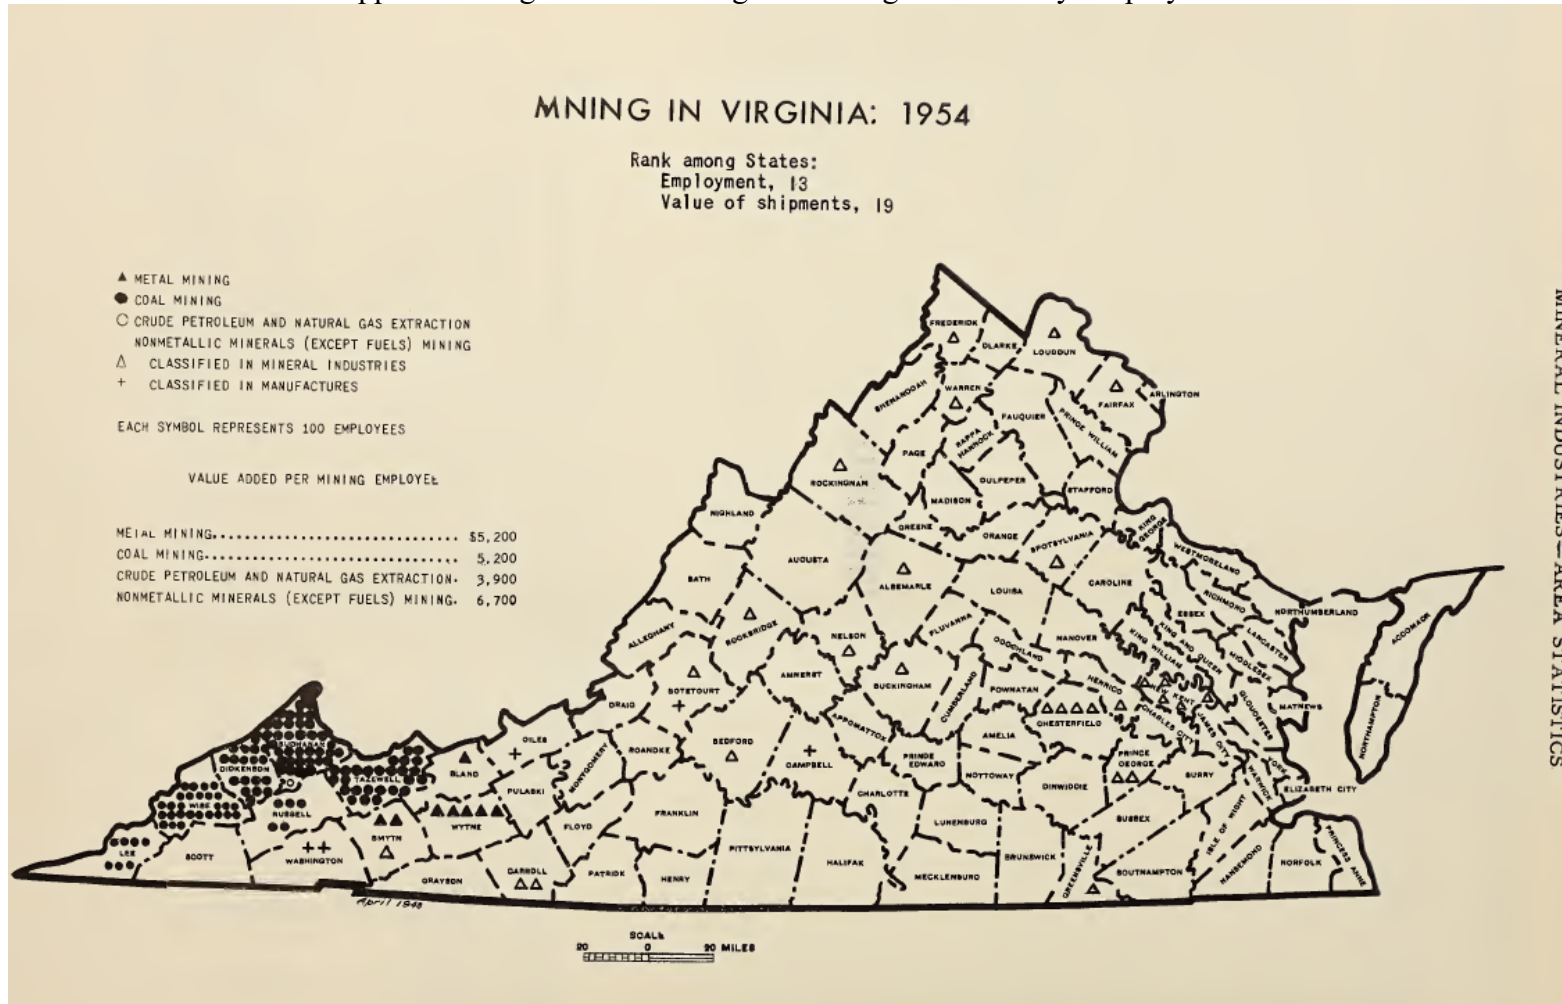 MNING IN VIRGINIA: 1954
Rank among States:
Employment, 13
Value of shipments, 19
METAL MINING
COAL MINING
CRUDE PETROLEUM AND NATURAL GAS EXTRACTION
NONMETALLIC MINERALS (EXCEPT FUELS) MINING
CLASSIFIED IN MINERAL INDUSTRIES
+ CLASSIFIED IN MANUFACTURES
EACH SYMBOL REPRESENTS 100 EMPLOYEES
VALUE ADDED PER MINING EMPLOYEE
METAL MINING. $5,200
COAL MINING. 5,200
CRUDE PETROLEUM AND NATURAL GAS EXTRACTION. 3,900
NONMETALLIC MINERALS (EXCEPT FUELS) MINING. 6,700
MINERAL INDUSTRIES—AREA STATISTICS
FREDERICK
CLARKE
LOUDOUN
SHENANDOAH
WARREN
FAIRFAX
ARLINGTON
FAUQUIER
PRINCE WILLIAM
PAGE
RAPPA
HANNOCK
ROCKINGHAM
CULPEPER
STAFFORD
MADISON
HIGHLAND
GREENE
ORANGE
SPOTSYLVANIA
KING
GEORGE
WESTMORELAND
AUGUSTA
BATH
ALBEMARLE
LOUISA
CAROLINE
ESSEX
RICHMOND
NORTHUMBERLAND
ACCOMACK
ALLEGHANY
ROCKBRIDGE
NELSON
FLUVANNA
GOOCHLAND
HANOVER
KING WILLIAM
KING AND QUEEN
LANCASTER
MIDDLESEX
BOTETOURT
AMHERST
BUCKINGHAM
CUMBERLAND
POWHATAN
HENRICO
NEW KENT
GLOUCESTER
MATHEWS
NORTHAMPTON
CRAIG
CHESTERFIELD
CHARLES CITY
JAMES CITY
APPOMATTOX
AMELIA
BUCHANAN
GILES
ROANOKE
BEDFORD
CAMPBELL
PRINCE
EDWARD
PRINCE
GEORGE
YORK
DICKENSON
TAZEWELL
BLAND
MONTGOMERY
NOTTOWAY
DINWIDDIE
SURRY
WARWICK
ELIZABETH CITY
WISE
RUSSELL
PULASKI
CHARLOTTE
WYTHE
FRANKLIN
LUNENBURG
SUSSEX
ISLE OF WIGHT
SMYTH
FLOYD
LEE
SCOTT
WASHINGTON
PITTSYLVANIA
HALIFAX
BRUNSWICK
GREENSVILLE
PRINCESS ANNE
GRAYSON
CARROLL
PATRICK
HENRY
MECKLENBURG
SOUTHAMPTON
NANSEMOND
NORFOLK
April 1948
SCALE
20 0 20 MILES